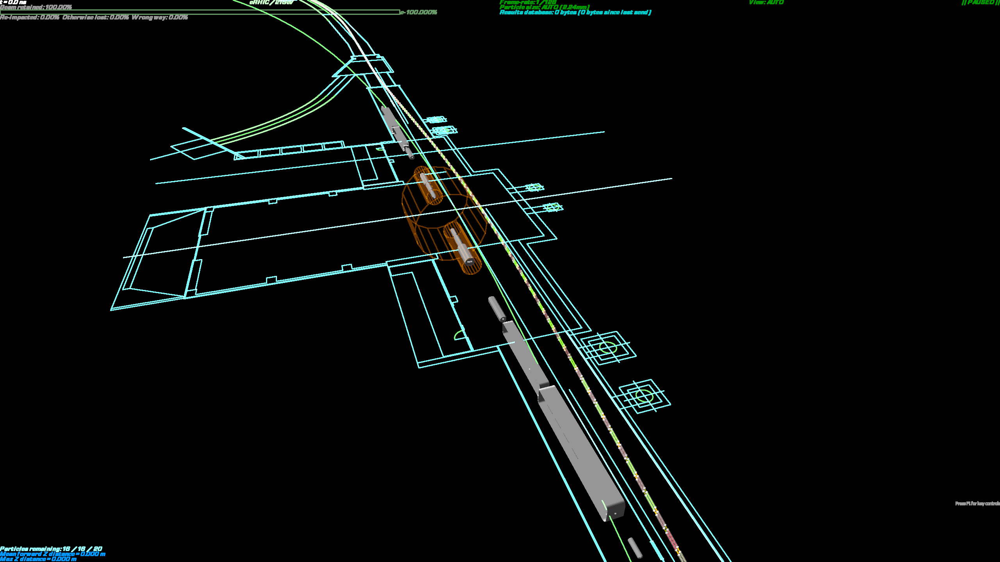 t = 0.0 ns
Beam retained: 100.00%
e- 100.000%
Re-impacted: 0.00% Otherwise lost: 0.00% Wrong way: 0.00%
Frame-rate: 1 / 128
Particle size: AUTO (2.24mm)
Results database: 0 bytes (0 bytes since last send)
View: AUTO
|| PAUSED ||
Press F1 for key controls
Particles remaining: 16 / 16 / 20
Mean forward Z distance = 0.000 m
Max Z distance = 0.000 m